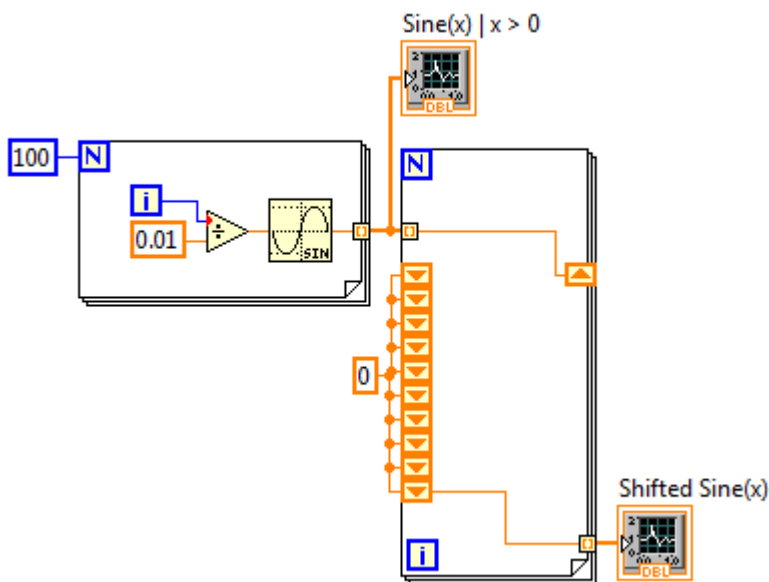 Sine(x) | x > 0
DBL
100
N
N
i
0.01
÷
SIN
0
Shifted Sine(x)
i
DBL